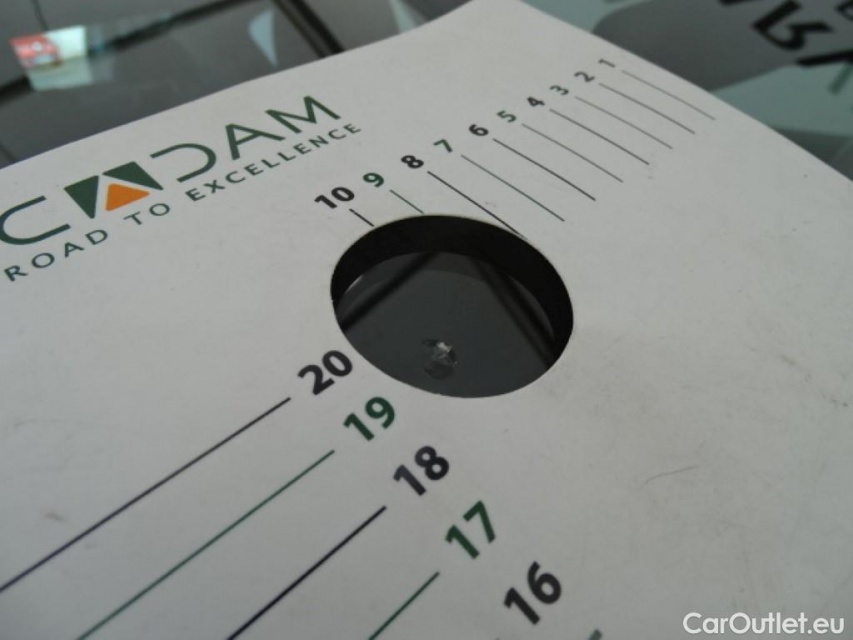 CADAM
ROAD TO EXCELLENCE
10 9 8 7 6 5 4 3 2 1
20
19
18
17
16
CarOutlet.eu